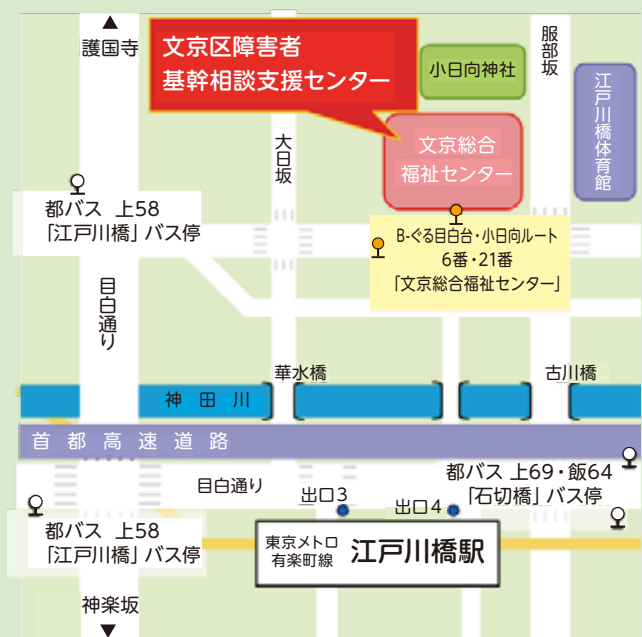 ▲
護国寺
文京区障害者
基幹相談支援センター
小日向神社
服部坂
江戸川橋体育館
大日坂
文京総合
福祉センター
都バス 上58
「江戸川橋」バス停
B-ぐる目白台・小日向ルート
6番・21番
「文京総合福祉センター」
目白通り
華水橋
古川橋
神田川
首都高速道路
目白通り
出口3
出口4
都バス 上69・飯64
「石切橋」バス停
都バス 上58
「江戸川橋」バス停
東京メトロ
有楽町線
江戸川橋駅
神楽坂
▼